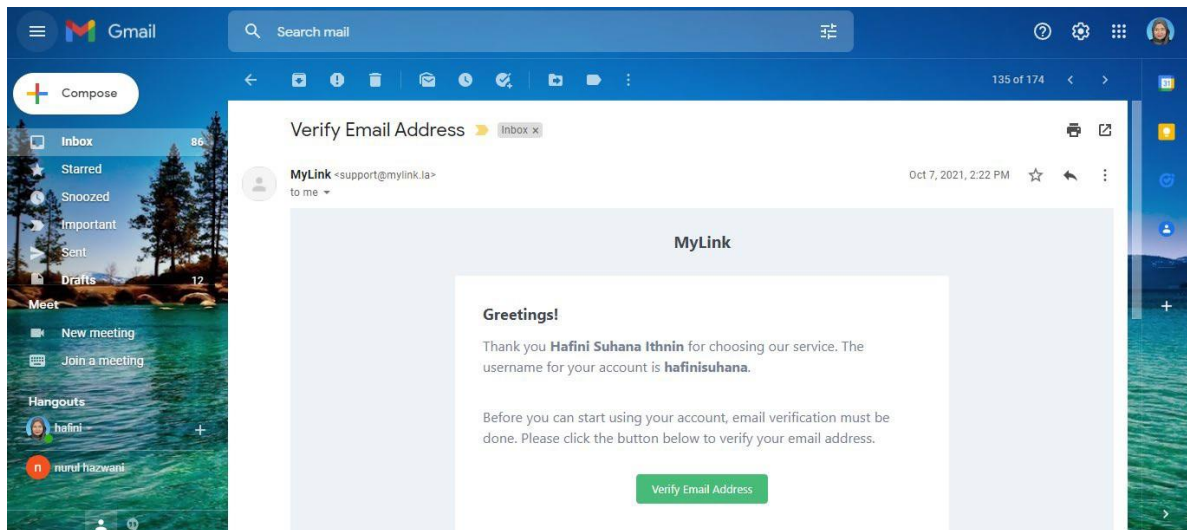 Gmail
Search mail
Compose
135 of 174
Inbox 86
Starred
Snoozed
Important
Sent
Drafts 12
Meet
New meeting
Join a meeting
Hangouts
hafini
nurul hazwani
n
Verify Email Address Inbox x
MyLink <support@mylink.la> Oct 7, 2021, 2:22 PM
to me
MyLink
Greetings!
Thank you Hafini Suhana Ithnin for choosing our service. The
username for your account is hafinisuhana.
Before you can start using your account, email verification must be
done. Please click the button below to verify your email address.
Verify Email Address
31